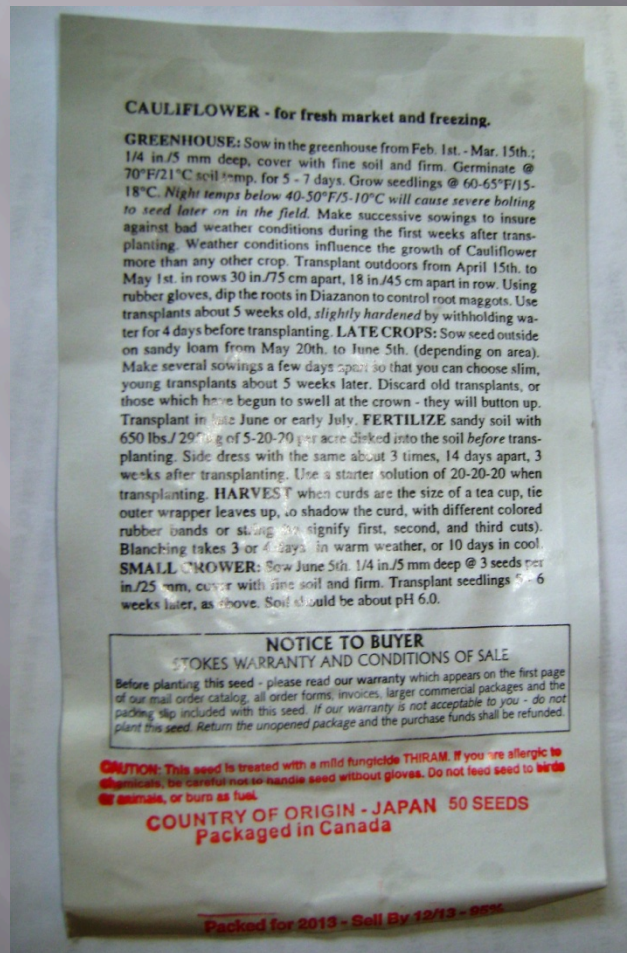 CAULIFLOWER - for fresh market and freezing.
GREENHOUSE: Sow in the greenhouse from Feb. 1st. - Mar. 15th.;
1/4 in./5 mm deep, cover with fine soil and firm. Germinate @
70°F/21°C soil temp. for 5 - 7 days. Grow seedlings @ 60-65°F/15-
18°C. Night temps below 40-50°F/5-10°C will cause severe bolting
to seed later on in the field. Make successive sowings to insure
against bad weather conditions during the first weeks after trans-
planting. Weather conditions influence the growth of Cauliflower
more than any other crop. Transplant outdoors from April 15th. to
May 1st. in rows 30 in./75 cm apart, 18 in./45 cm apart in row. Using
rubber gloves, dip the roots in Diazanon to control root maggots. Use
transplants about 5 weeks old, slightly hardened by withholding wa-
ter for 4 days before transplanting. LATE CROPS: Sow seed outside
on sandy loam from May 20th. to June 5th. (depending on area).
Make several sowings a few days apart so that you can choose slim,
young transplants about 5 weeks later. Discard old transplants, or
those which have begun to swell at the crown - they will button up.
Transplant in late June or early July. FERTILIZE sandy soil with
650 lbs./ kg of 5-20-20 per acre disked into the soil before trans-
planting. Side dress with the same about 3 times, 14 days apart, 3
weeks after transplanting. Use a starter solution of 20-20-20 when
transplanting. HARVEST when curds are the size of a tea cup, tie
outer wrapper leaves up, to shadow the curd, with different colored
rubber bands or string (to signify first, second, and third cuts).
Blanching takes 3 or 4 days in warm weather, or 10 days in cool.
SMALL GROWER: Sow June 5th. 1/4 in./5 mm deep @ 3 seeds per
in./25 mm, cover with fine soil and firm. Transplant seedlings 5 - 6
weeks later, as above. Soil should be about pH 6.0.
NOTICE TO BUYER
STOKES WARRANTY AND CONDITIONS OF SALE
Before planting this seed - please read our warranty which appears on the first page
of our mail order catalog, all order forms, invoices, larger commercial packages and the
packing slip included with this seed. If our warranty is not acceptable to you - do not
plant this seed. Return the unopened package and the purchase funds shall be refunded.
CAUTION: This seed is treated with a mild fungicide THIRAM. If you are allergic to
chemicals, be careful not to handle seed without gloves. Do not feed seed to birds
or animals, or burn as fuel.
COUNTRY OF ORIGIN - JAPAN 50 SEEDS
Packaged in Canada
Packed for 2013 - Sell By 12/13 - 95%